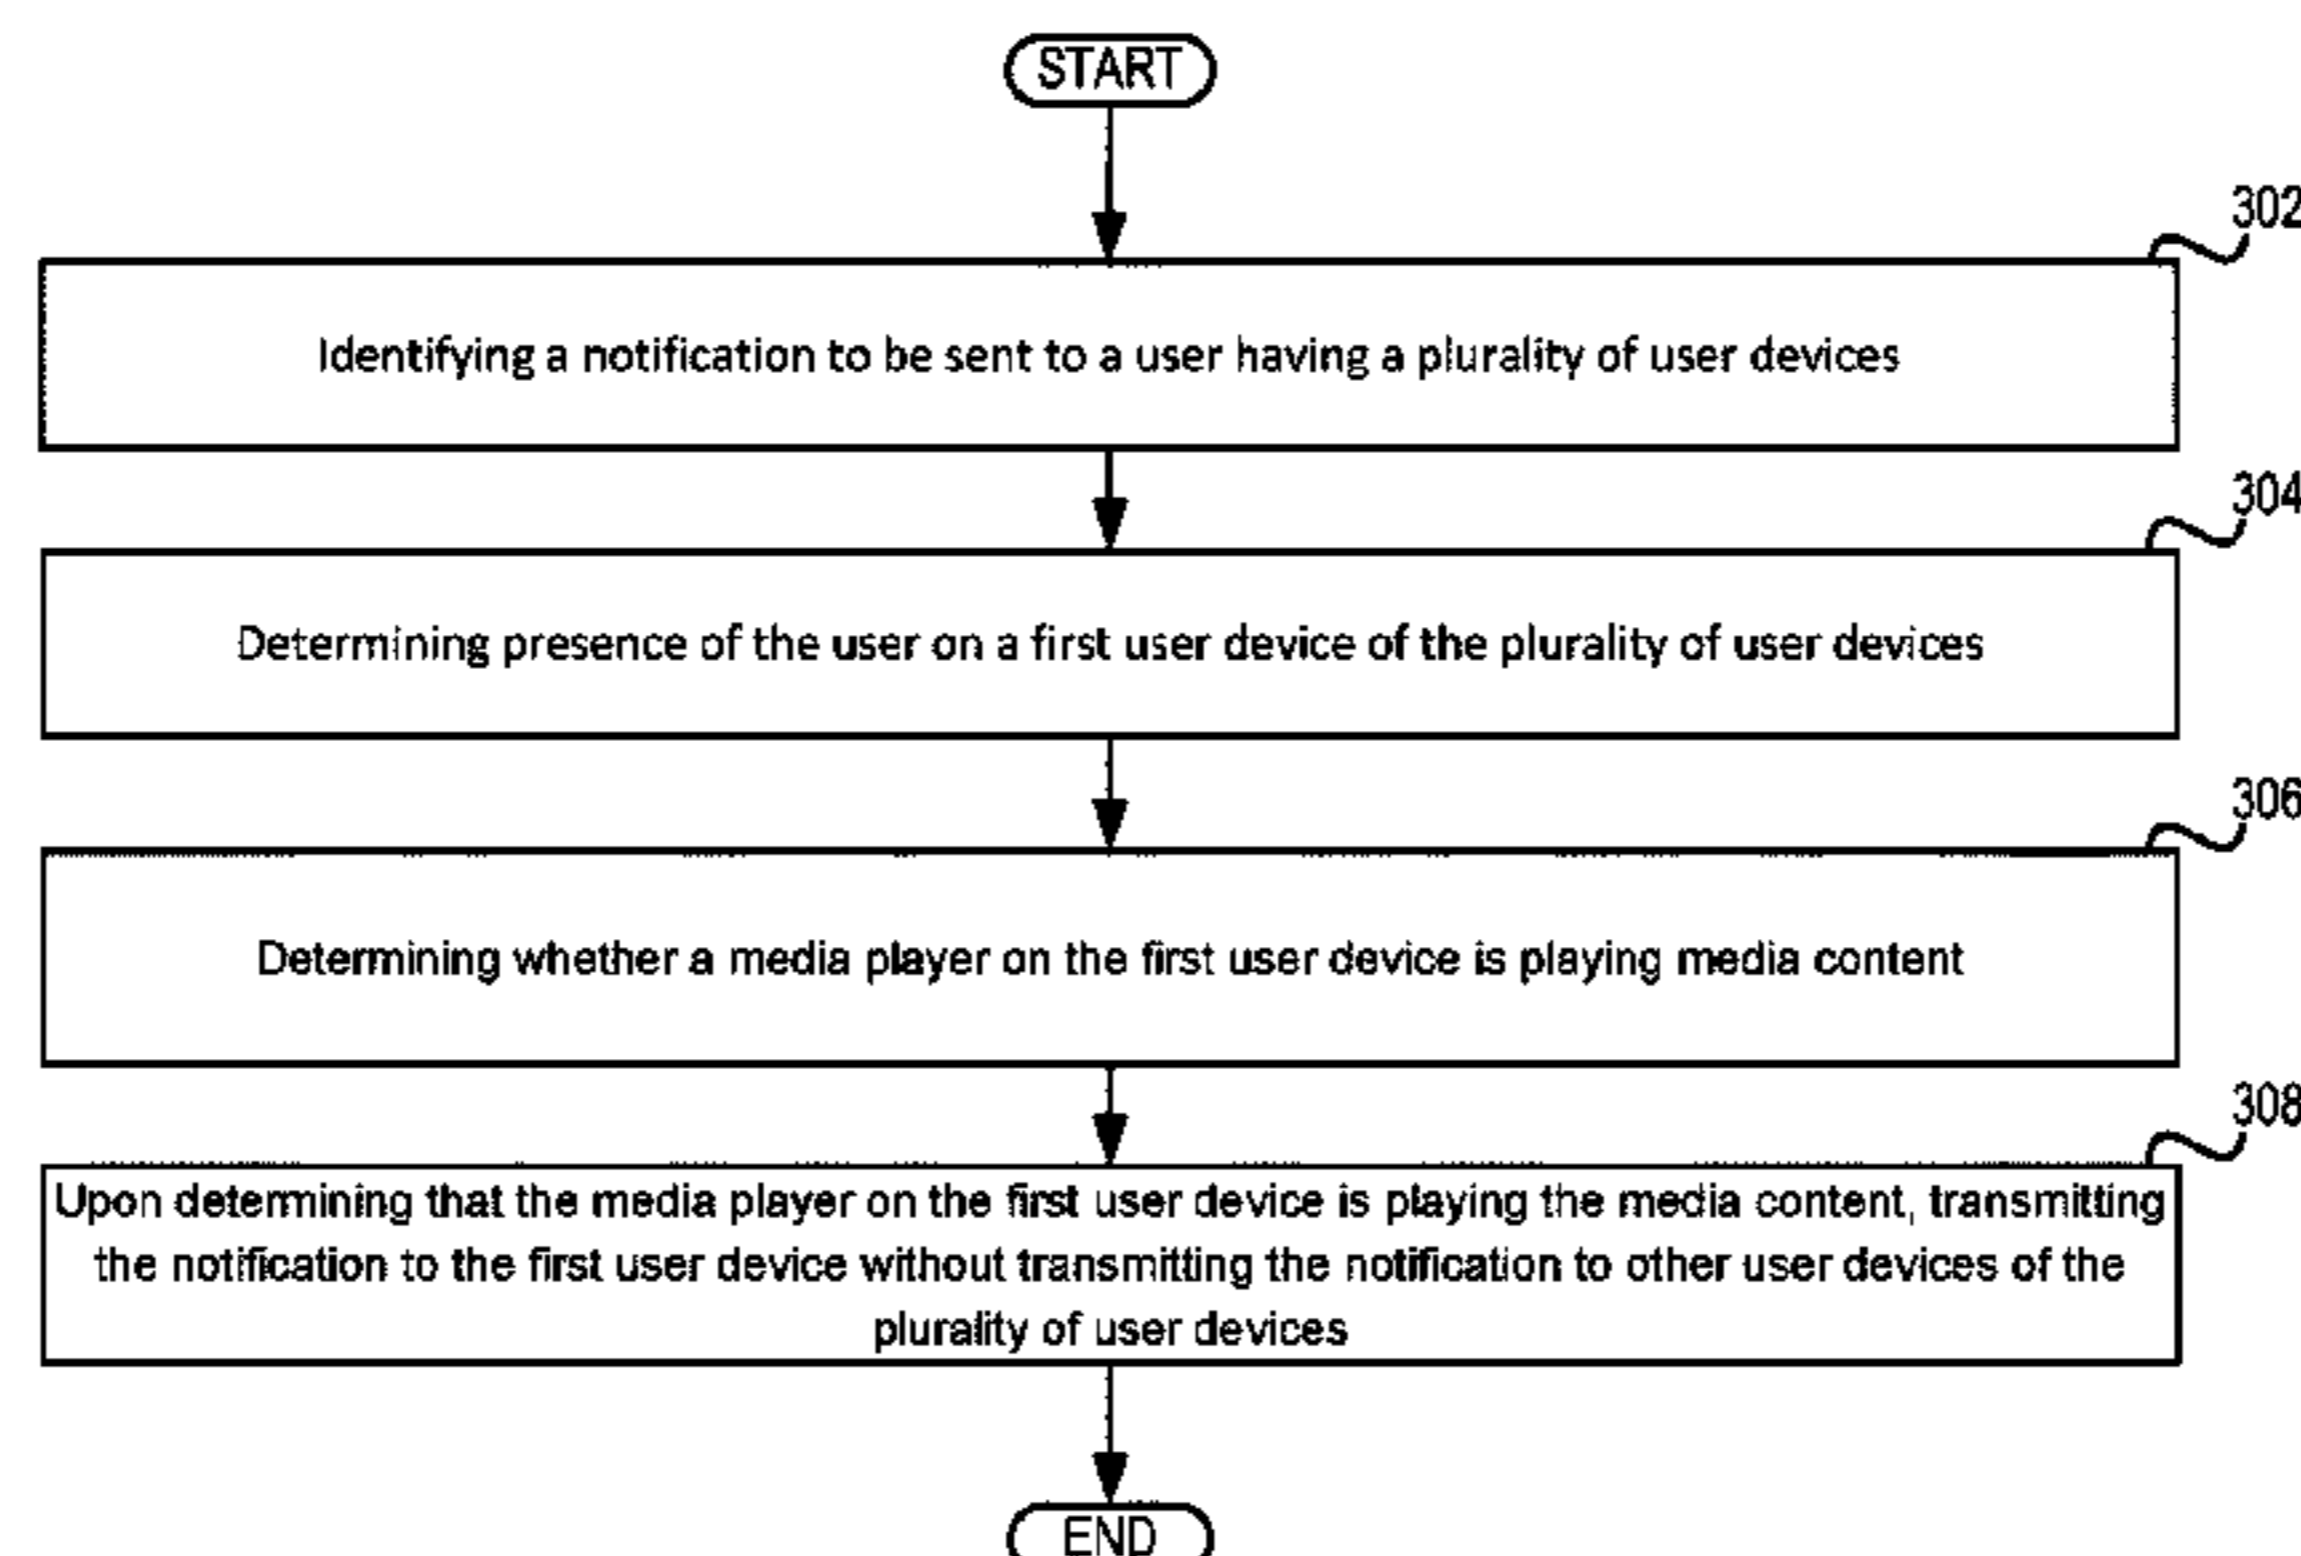 START
302
Identifying a notification to be sent to a user having a plurality of user devices
304
Determining presence of the user on a first user device of the plurality of user devices
306
Determining whether a media player on the first user device is playing media content
308
Upon determining that the media player on the first user device is playing the media content, transmitting
the notification to the first user device without transmitting the notification to other user devices of the
plurality of user devices
END